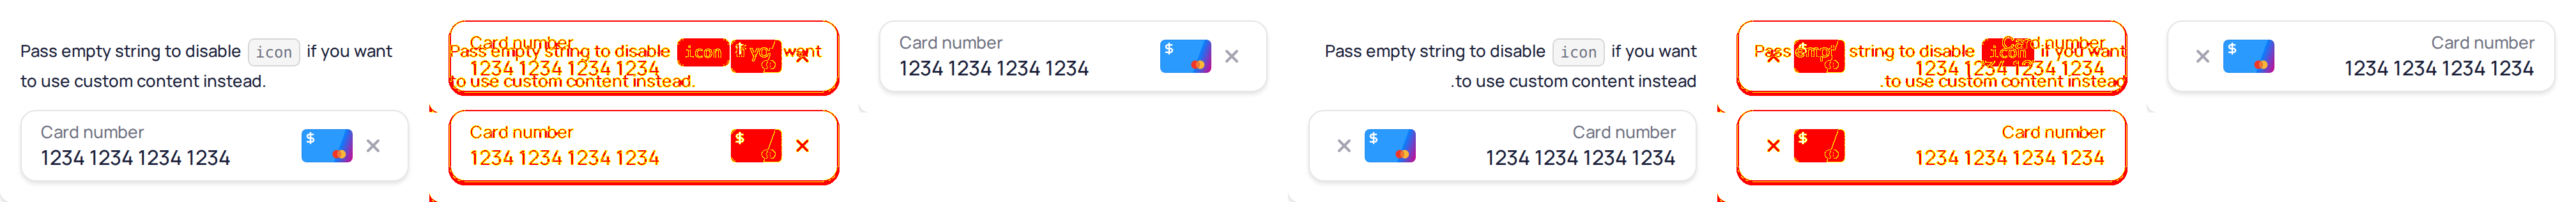 Pass empty string to disable icon if you want
to use custom content instead.
Card number
$
1234 1234 1234 1234
Card number
1234 1234 1234 1234
Pass empty string to disable icon if you want
to use custom content instead.
Card number
$
1234 1234 1234 1234
Card number
$
1234 1234 1234 1234
Pass empty string to disable icon if you want
.to use custom content instead
Card number
$
1234 1234 1234 1234
Card number
1234 1234 1234 1234
Pass empty string to disable icon if you want
.to use custom content instead
Card number
$
1234 1234 1234 1234
Card number
$
1234 1234 1234 1234